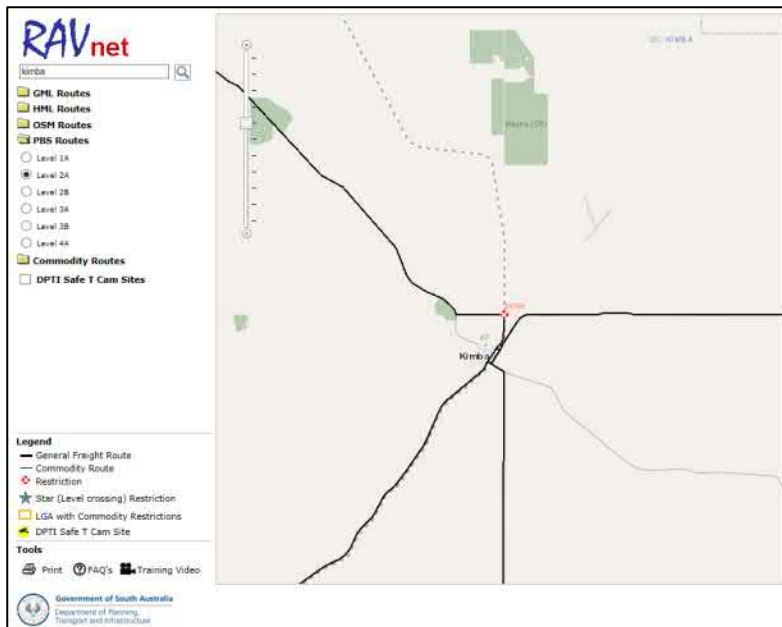 RAVnet
kimba
GML Routes
HML Routes
OSM Routes
PBS Routes
Level 1A
Level 2A
Level 2B
Level 3A
Level 3B
Level 4A
Commodity Routes
DPTI Safe T Cam Sites
KIMBA
Kimba
Legend
General Freight Route
Commodity Route
Restriction
Star (Level crossing) Restriction
LGA with Commodity Restrictions
DPTI Safe T Cam Site
Tools
Print FAQ's Training Video
Government of South Australia
Department of Planning,
Transport and Infrastructure